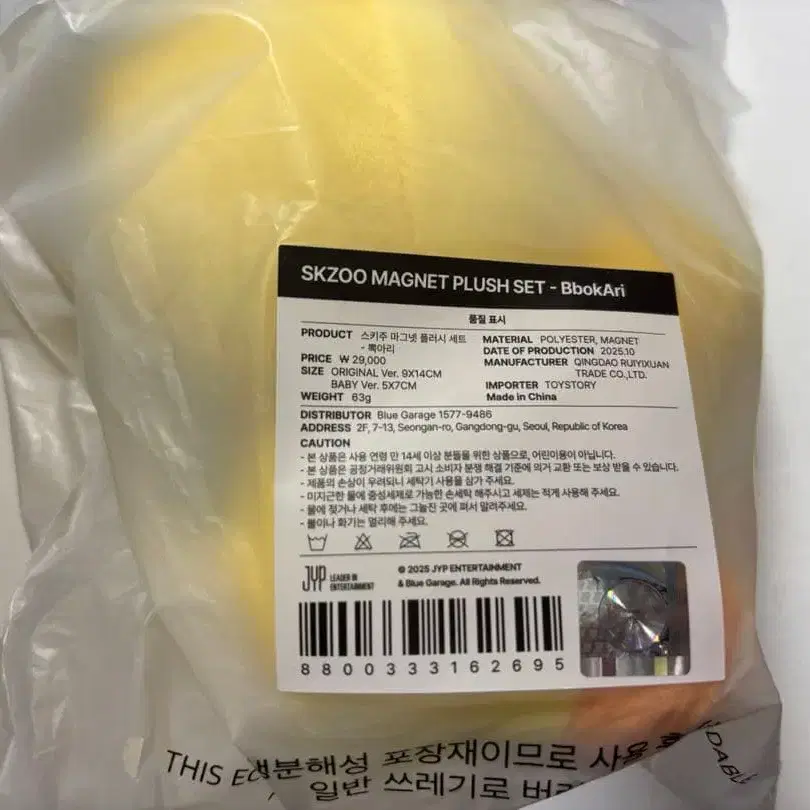 SKZOO MAGNET PLUSH SET - BbokAri
품질 표시
PRODUCT 스키주 마그넷 플러시 세트
- 뽁아리
PRICE ₩ 29,000
SIZE ORIGINAL Ver. 9X14CM
BABY Ver. 5X7CM
WEIGHT 63g
MATERIAL POLYESTER, MAGNET
DATE OF PRODUCTION 2025.10
MANUFACTURER QINGDAO RUIYIXUAN
TRADE CO.,LTD.
IMPORTER TOYSTORY
Made in China
DISTRIBUTOR Blue Garage 1577-9486
ADDRESS 2F, 7-13, Seongan-ro, Gangdong-gu, Seoul, Republic of Korea
CAUTION
- 본 상품은 사용 연령 만 14세 이상 분들을 위한 상품으로, 어린이용이 아닙니다.
- 본 상품은 공정거래위원회 고시 소비자 분쟁 해결 기준에 의거 교환 또는 보상 받을 수 있습니다.
- 제품의 손상이 우려되니 세탁기 사용을 삼가 주세요.
- 미지근한 물에 중성세제로 가능한 손세탁 해주시고 세제는 적게 사용해 주세요.
- 물에 젖거나 세탁 후에는 그늘진 곳에 펴서 말려주세요.
- 불이나 화기는 멀리해 주세요.
JYP LEADER IN
ENTERTAINMENT
© 2025 JYP ENTERTAINMENT
& Blue Garage. All Rights Reserved.
8800333162695
THIS 생분해성 포장재이므로 사용
일반 쓰레기로